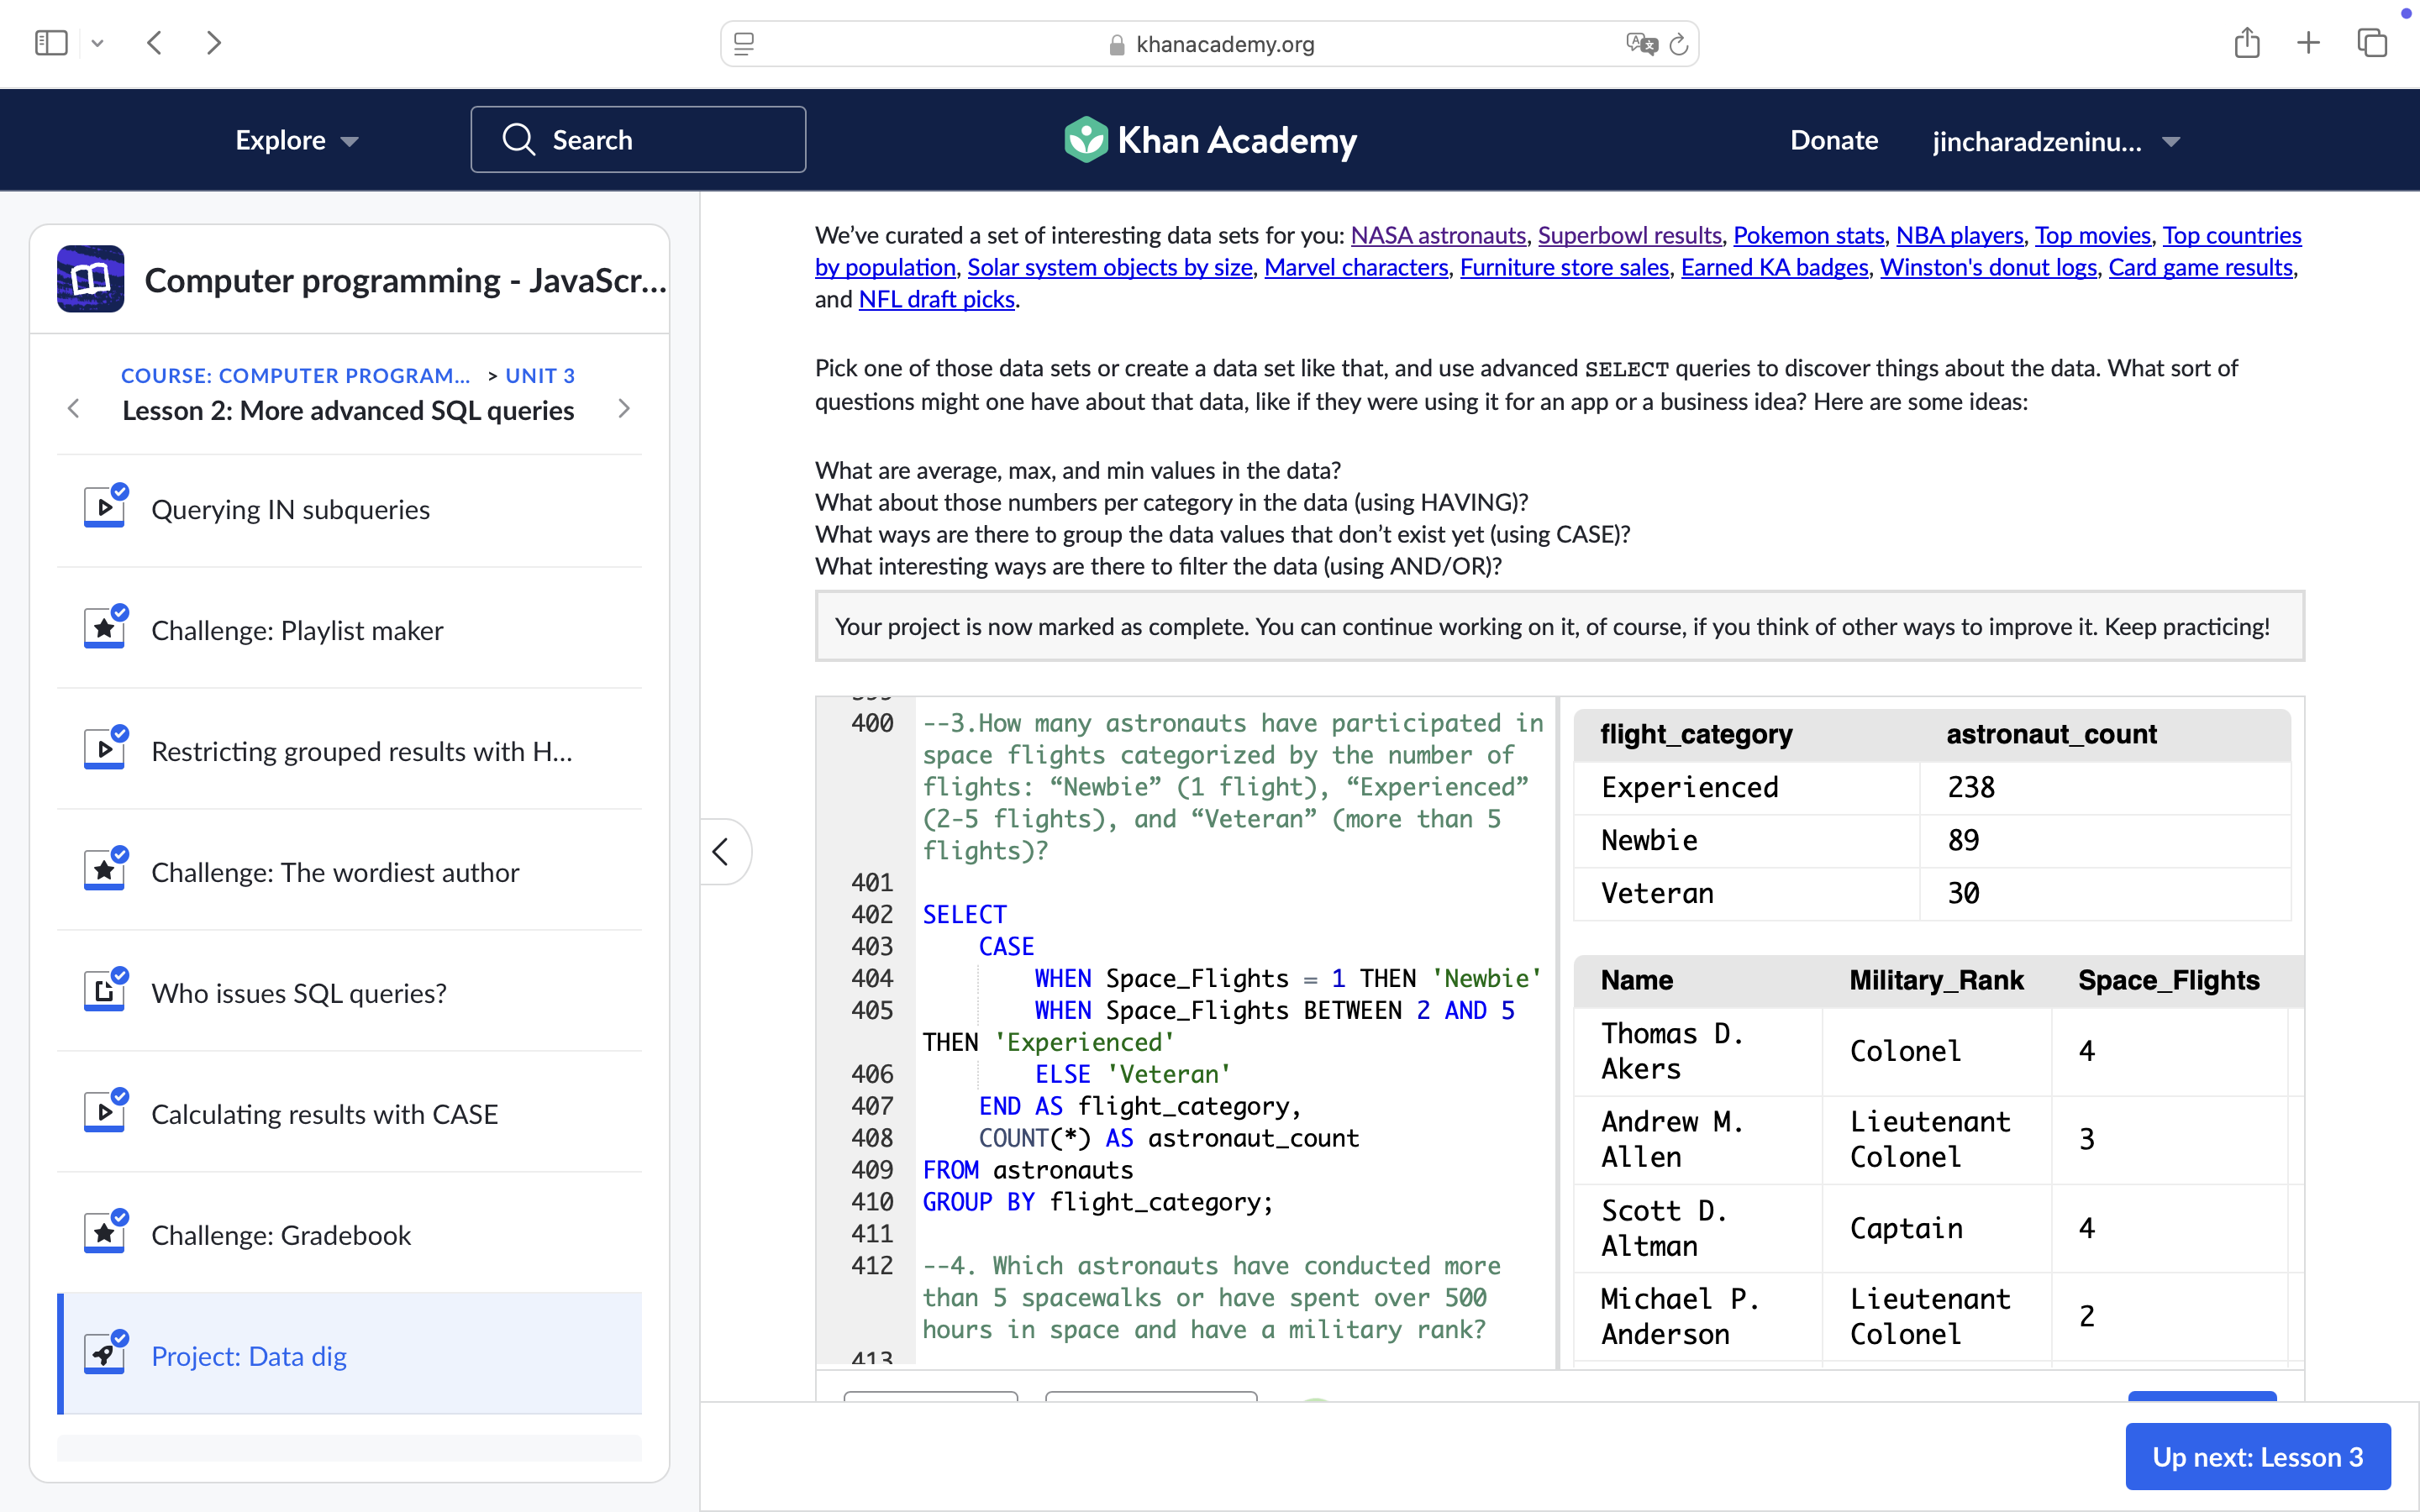 khanacademy.org
Explore
Search
Khan Academy
Donate
jincharadzeninu...
Computer programming - JavaScr...
COURSE: COMPUTER PROGRAM... > UNIT 3
Lesson 2: More advanced SQL queries
Querying IN subqueries
Challenge: Playlist maker
Restricting grouped results with H...
Challenge: The wordiest author
Who issues SQL queries?
Calculating results with CASE
Challenge: Gradebook
Project: Data dig
We've curated a set of interesting data sets for you: NASA astronauts, Superbowl results, Pokemon stats, NBA players, Top movies, Top countries
by population, Solar system objects by size, Marvel characters, Furniture store sales, Earned KA badges, Winston's donut logs, Card game results,
and NFL draft picks.
Pick one of those data sets or create a data set like that, and use advanced SELECT queries to discover things about the data. What sort of
questions might one have about that data, like if they were using it for an app or a business idea? Here are some ideas:
What are average, max, and min values in the data?
What about those numbers per category in the data (using HAVING)?
What ways are there to group the data values that don't exist yet (using CASE)?
What interesting ways are there to filter the data (using AND/OR)?
Your project is now marked as complete. You can continue working on it, of course, if you think of other ways to improve it. Keep practicing!
400 --3.How many astronauts have participated in
space flights categorized by the number of
flights: “Newbie” (1 flight), “Experienced”
(2-5 flights), and “Veteran” (more than 5
flights)?
401
402 SELECT
403 CASE
404 WHEN Space_Flights = 1 THEN 'Newbie'
405 WHEN Space_Flights BETWEEN 2 AND 5
THEN 'Experienced'
406 ELSE 'Veteran'
407 END AS flight_category,
408 COUNT(*) AS astronaut_count
409 FROM astronauts
410 GROUP BY flight_category;
411
412 --4. Which astronauts have conducted more
than 5 spacewalks or have spent over 500
hours in space and have a military rank?
413
flight_category astronaut_count
Experienced 238
Newbie 89
Veteran 30
Name Military_Rank Space_Flights
Thomas D.
Akers Colonel 4
Andrew M. Lieutenant
Allen Colonel 3
Scott D.
Altman Captain 4
Michael P. Lieutenant
Anderson Colonel 2
Up next: Lesson 3